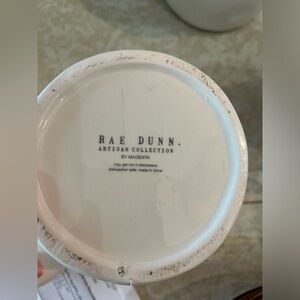 RAE DUNN.
ARTISAN COLLECTION
BY MAGENTA
may get hot in microwave
dishwasher safe. made in china